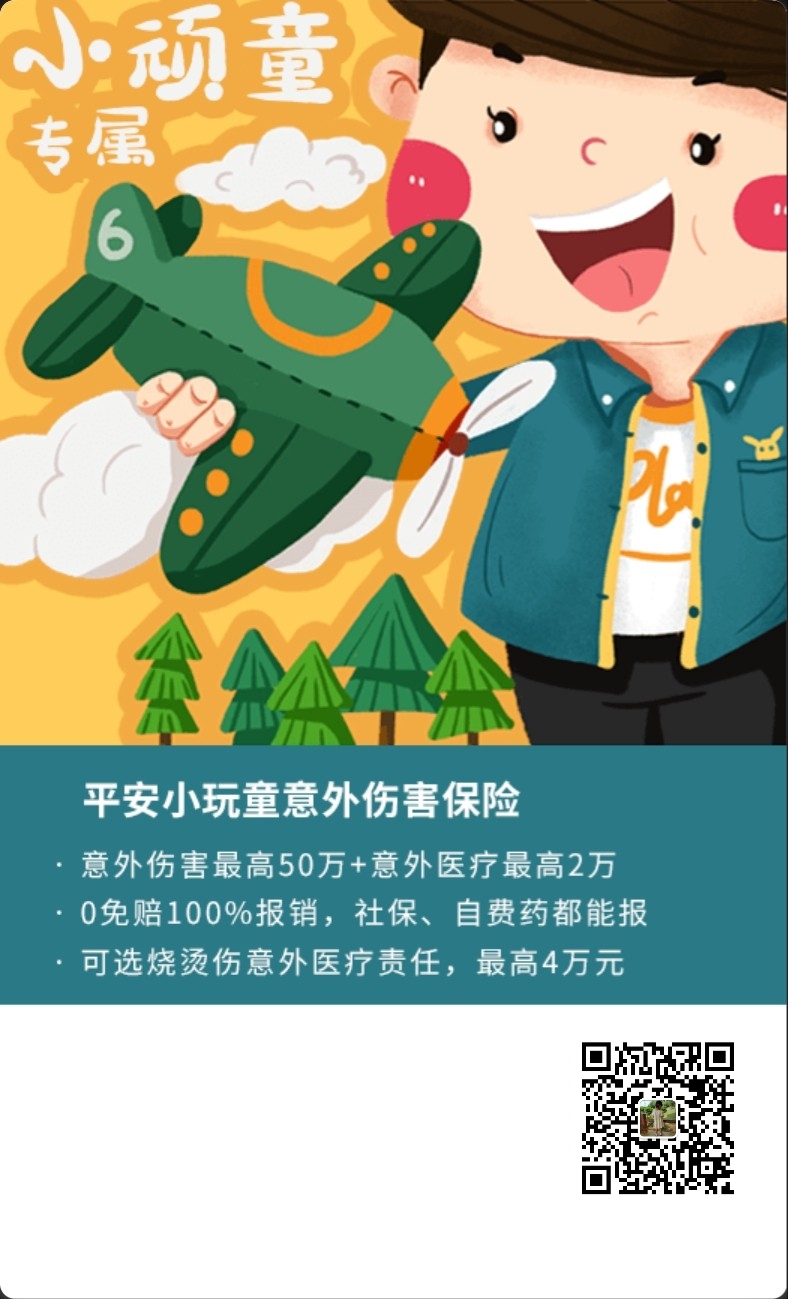 小顽童
专属
6
Pla
平安小玩童意外伤害保险
· 意外伤害最高50万+意外医疗最高2万
· 0免赔100%报销，社保、自费药都能报
· 可选烧烫伤意外医疗责任，最高4万元